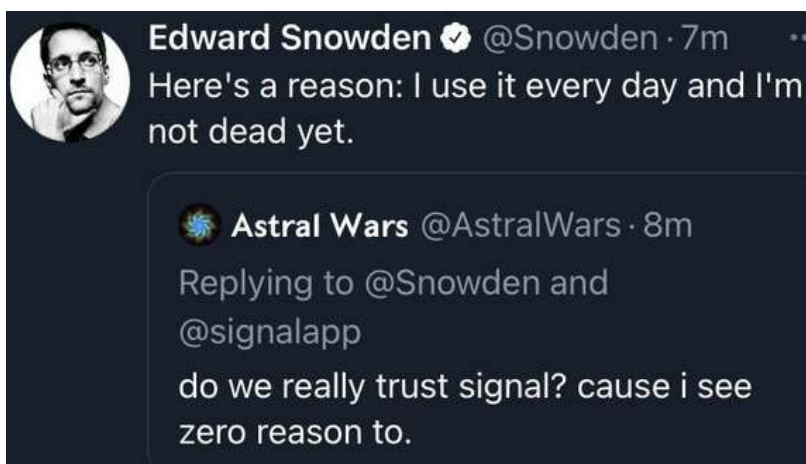 Edward Snowden @Snowden · 7m
Here's a reason: I use it every day and I'm
not dead yet.
Astral Wars @AstralWars · 8m
Replying to @Snowden and
@signalapp
do we really trust signal? cause i see
zero reason to.